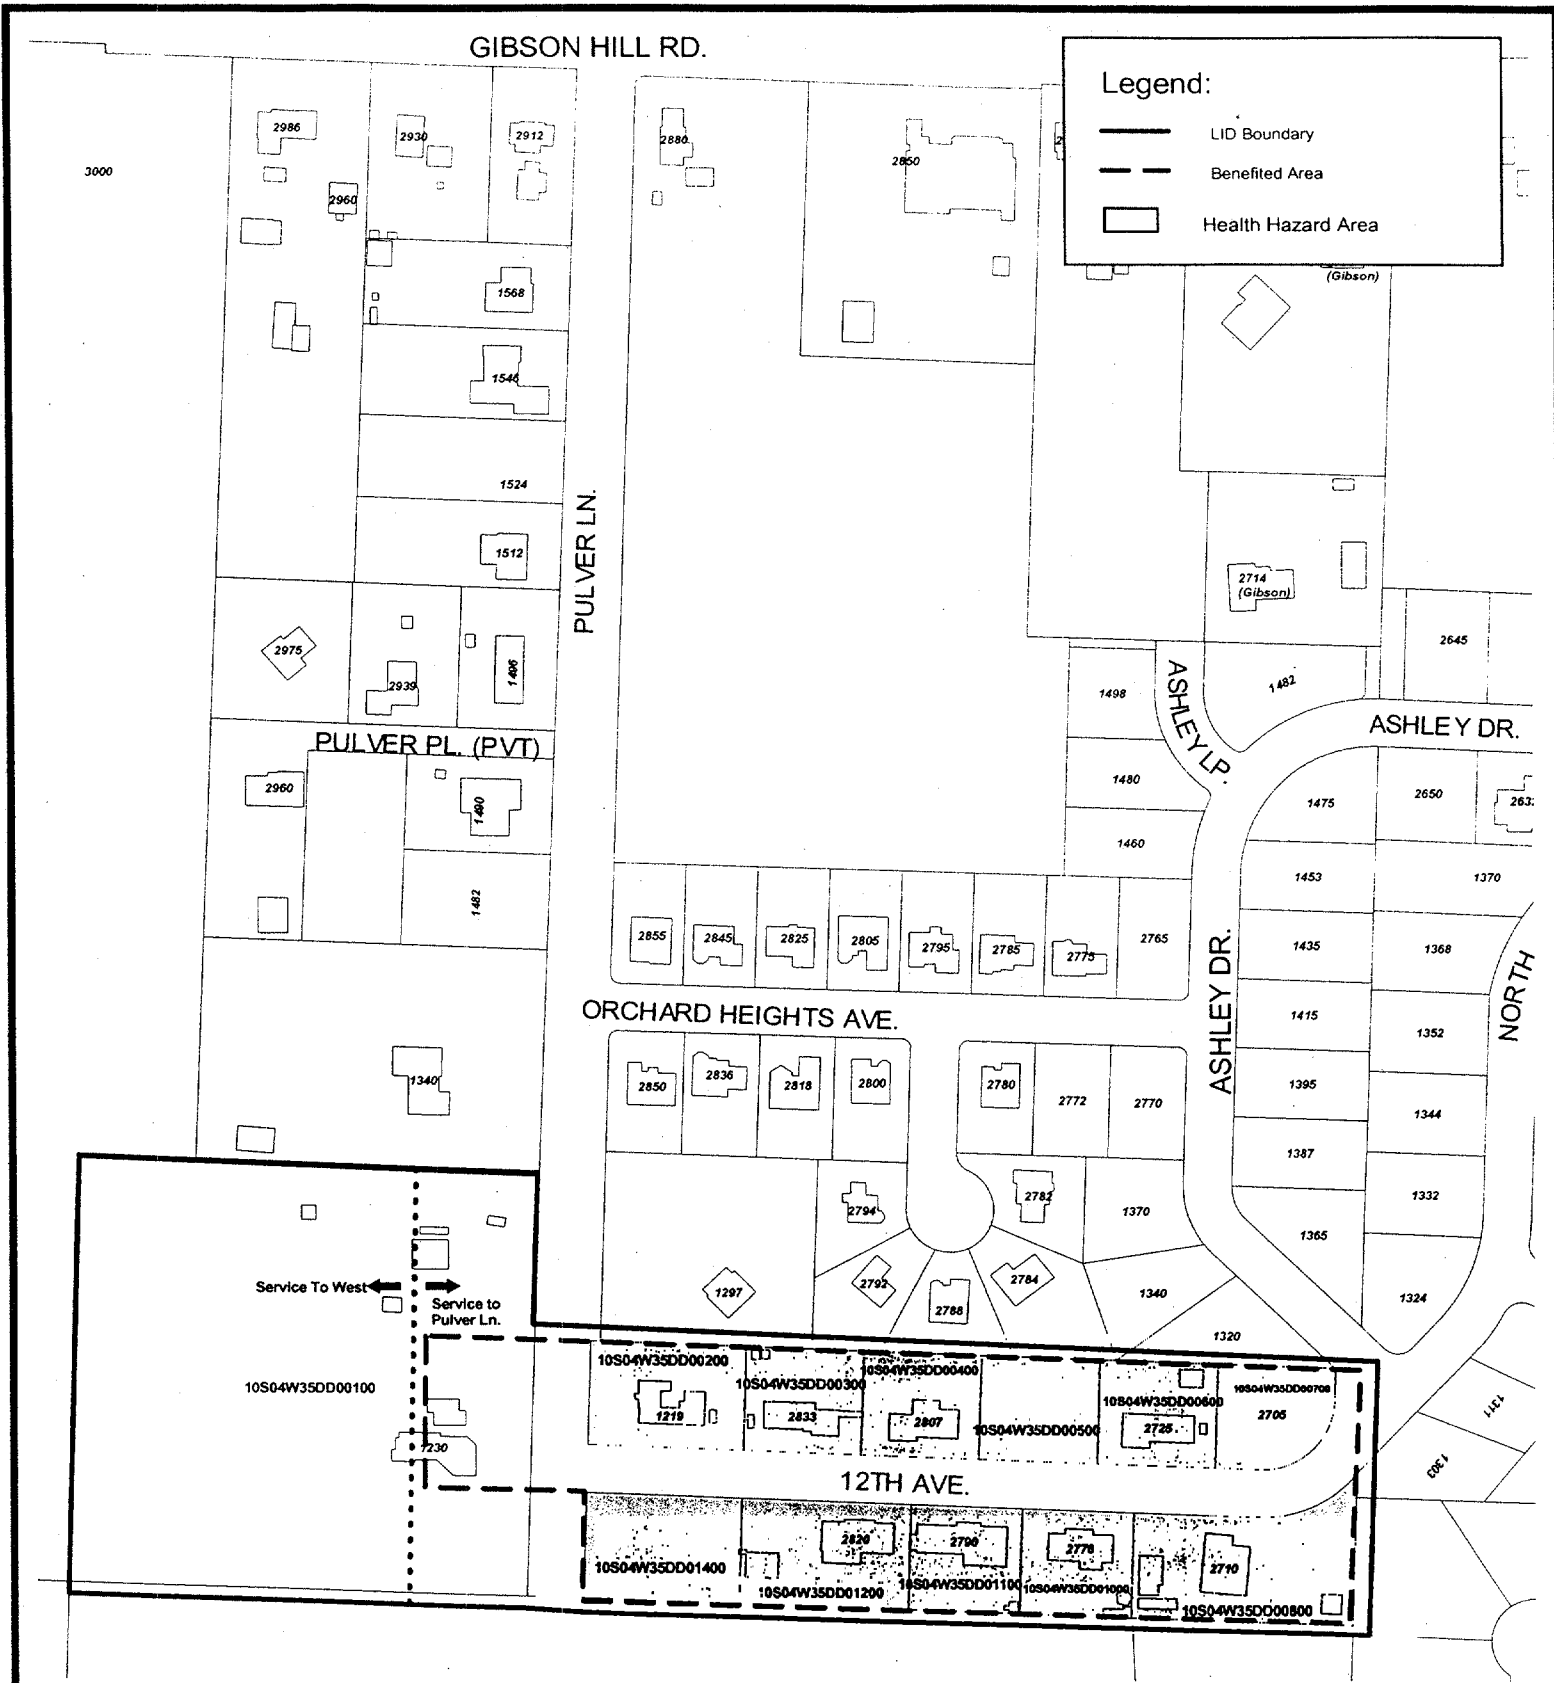 GIBSON HILL RD.
Legend:
LID Boundary
Benefited Area
Health Hazard Area
3000
2986
2930
2912
2880
2850
2960
(Gibson)
1568
1546
1524
PULVER LN.
1512
2714
(Gibson)
2975
2939
1496
2645
1498
ASHLEY LP.
1482
ASHLEY DR.
PULVER PL. (PVT)
2960
1490
1480
1475
2650
1460
1482
1453
1370
2855
2845
2825
2805
2795
2785
2775
2765
ASHLEY DR.
1435
1368
NORTH
ORCHARD HEIGHTS AVE.
1415
1352
1340
2850
2836
2818
2800
2780
2772
2770
1395
1344
1387
2794
2782
1370
1332
1365
Service To West
Service to
Pulver Ln.
1297
2792
2788
2784
1340
1324
1320
10S04W35DD00100
10S04W35DD00200
10S04W35DD00300
10S04W35DD00400
10S04W35DD00500
10S04W35DD00600
10S04W35DD00700
1219
2833
2807
2725
2705
1311
1303
1230
12TH AVE.
2820
2790
2776
2710
10S04W35DD01400
10S04W35DD01200
10S04W35DD01100
10S04W35DD01000
10S04W35DD00800